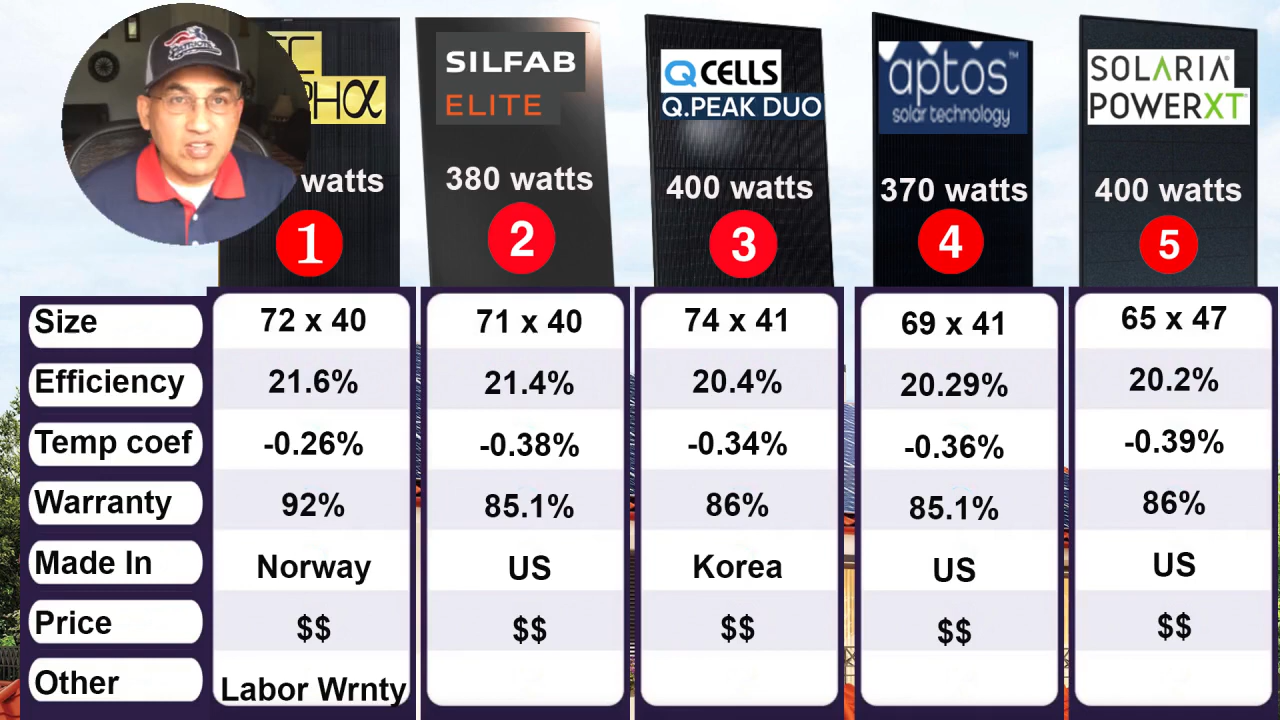 PATRIOTS
SILFAB
ELITE
380 watts
2
Q CELLS
Q.PEAK DUO
400 watts
3
aptos™
solar technology
370 watts
4
SOLARIA®
POWERXT
400 watts
5
watts
1
Size 72 x 40 71 x 40 74 x 41 69 x 41 65 x 47
Efficiency 21.6% 21.4% 20.4% 20.29% 20.2%
Temp coef -0.26% -0.38% -0.34% -0.36% -0.39%
Warranty 92% 85.1% 86% 85.1% 86%
Made In Norway US Korea US US
Price $$ $$ $$ $$ $$
Other Labor Wrnty